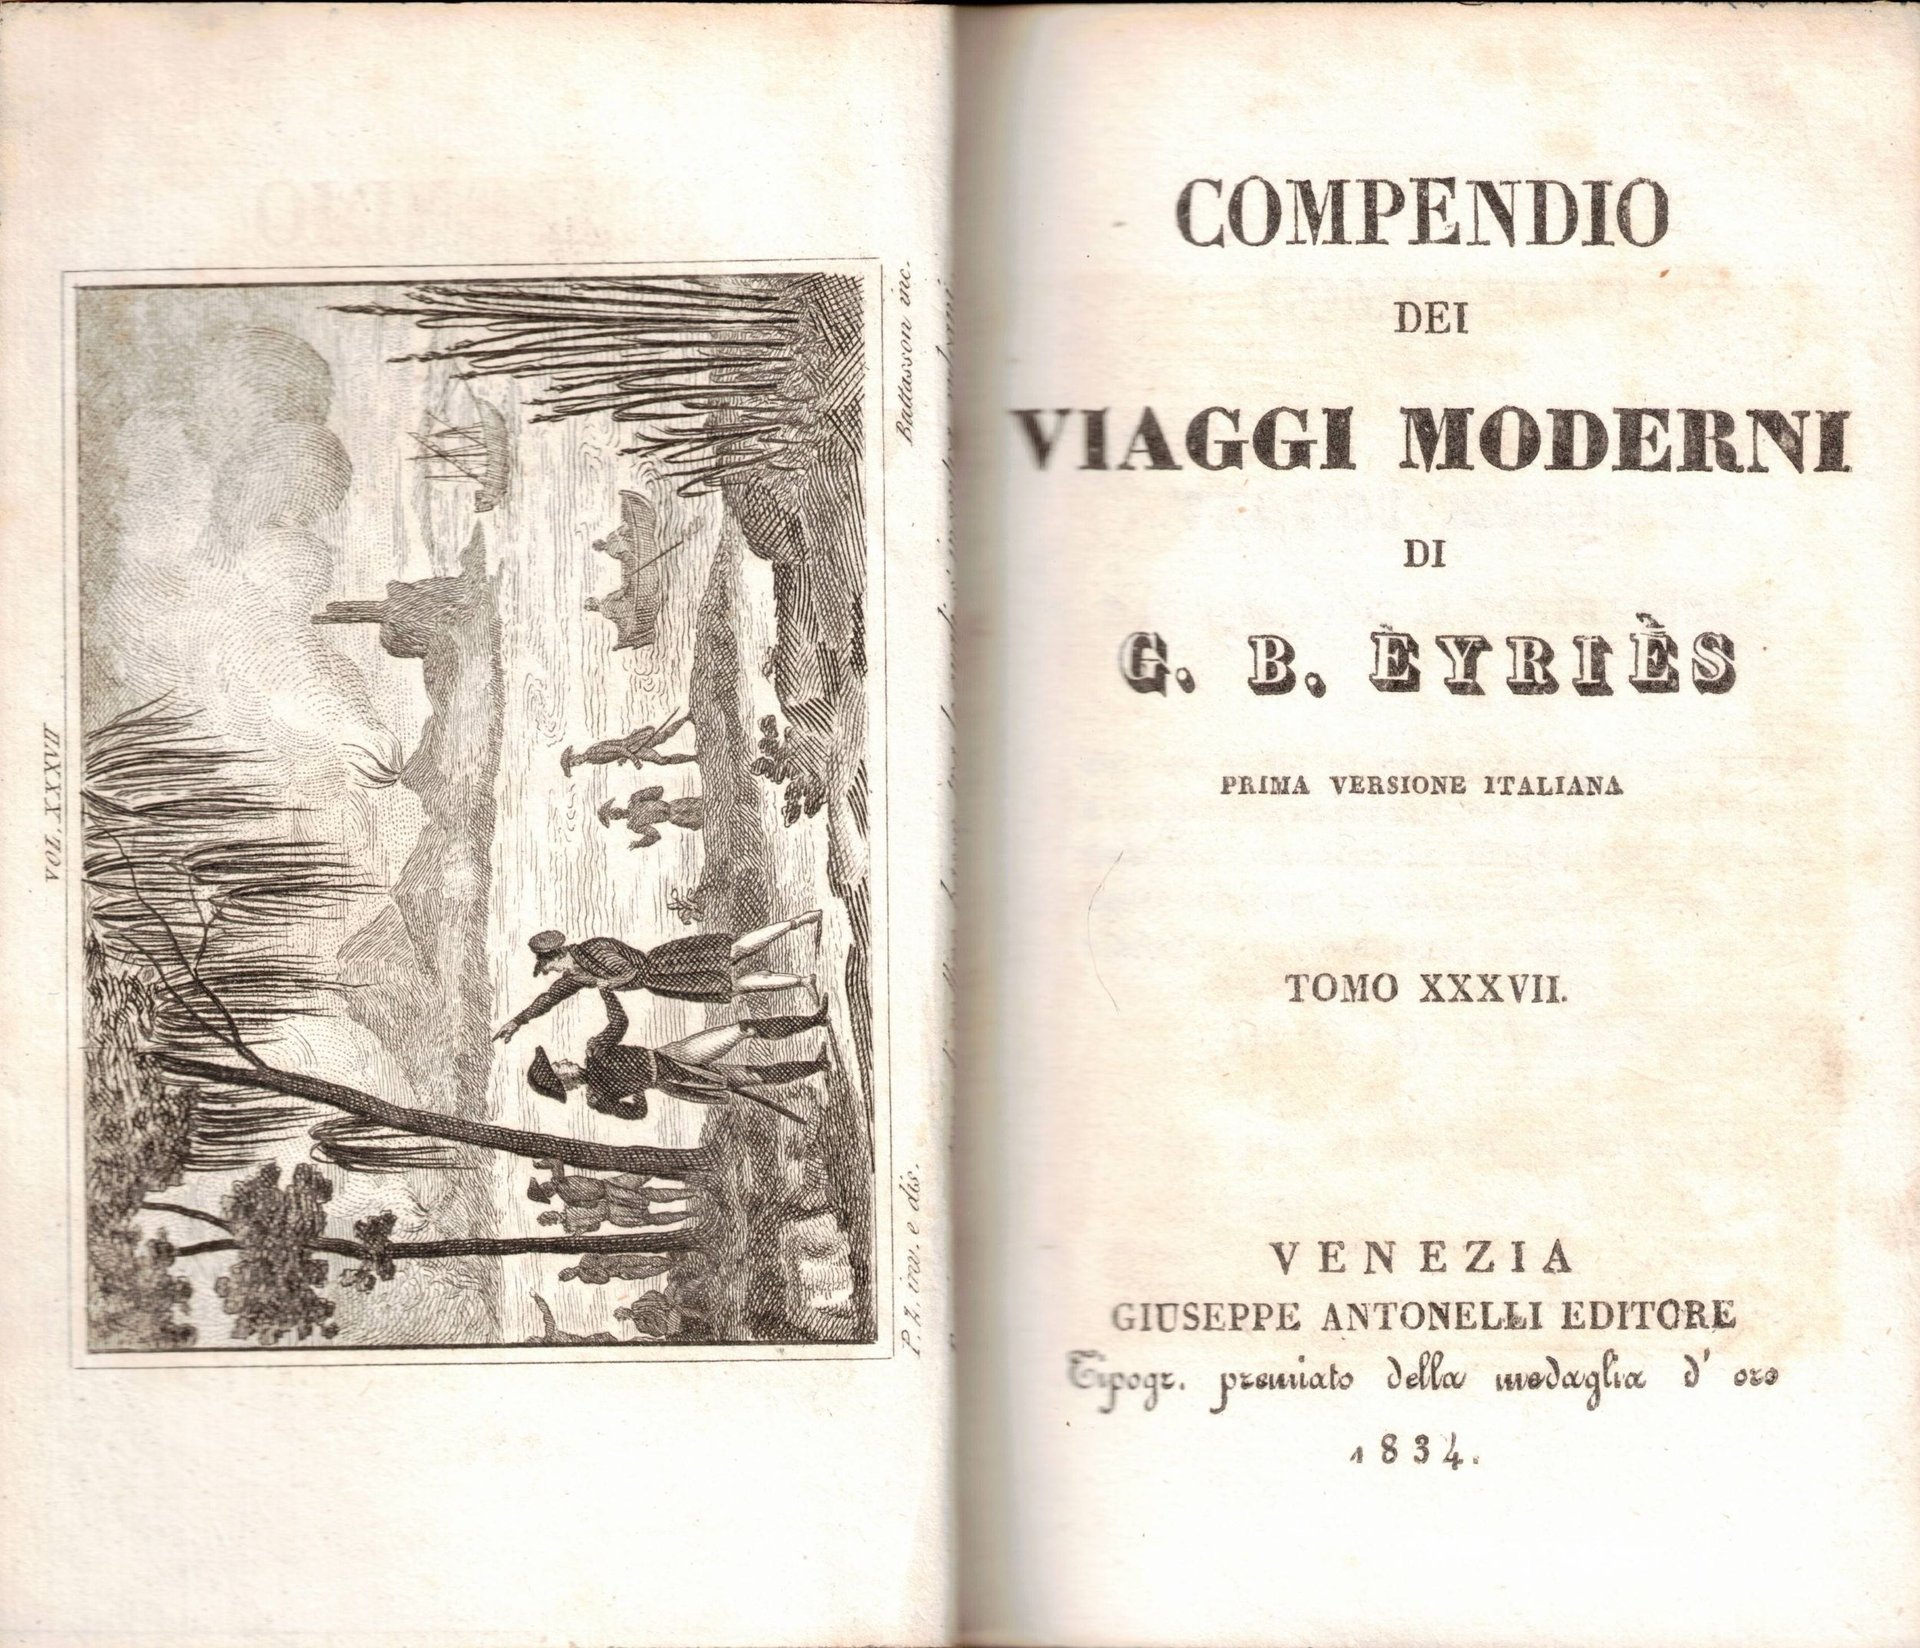 VOL. XXXVII
P. Z. inv. e dis.
Battasson inc.
COMPENDIO
DEI
VIAGGI MODERNI
DI
G. B. ÈYRIÈS
PRIMA VERSIONE ITALIANA
TOMO XXXVII.
VENEZIA
GIUSEPPE ANTONELLI EDITORE
Tipogr. premiato della medaglia d' oro
1834.